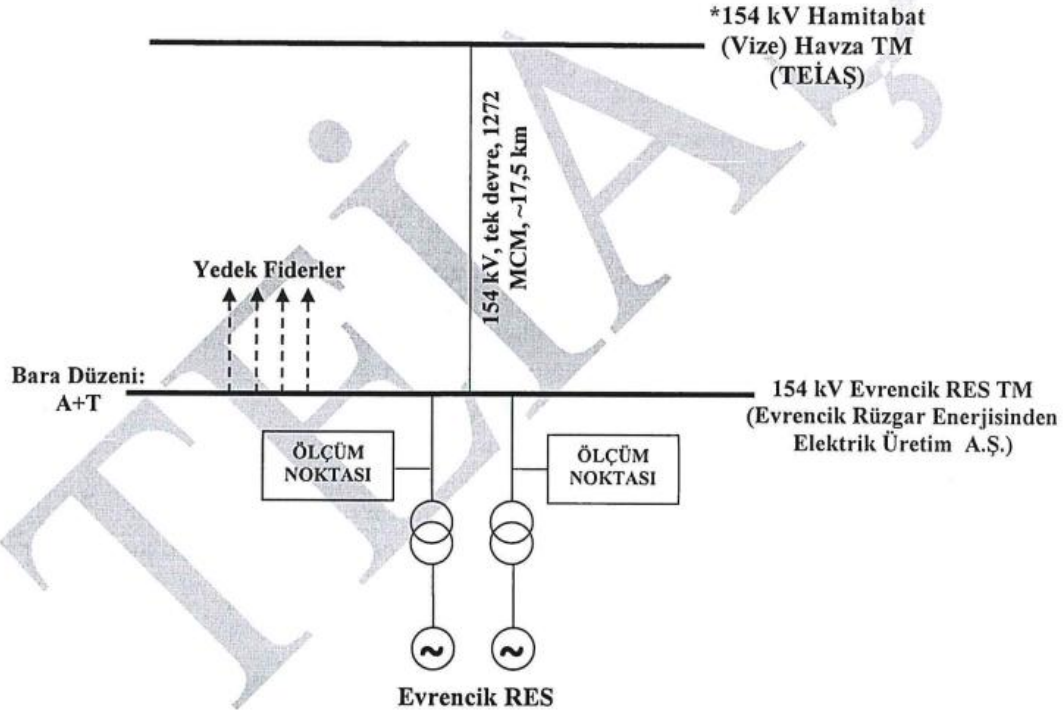 *154 kV Hamitabat
(Vize) Havza TM
(TEİAŞ)
154 kV, tek devre, 1272
MCM, ~17,5 km
Yedek Fiderler
Bara Düzeni:
A+T
154 kV Evrencik RES TM
(Evrencik Rüzgar Enerjisinden
Elektrik Üretim A.Ş.)
ÖLÇÜM
NOKTASI
ÖLÇÜM
NOKTASI
~
~
Evrencik RES
TEİAŞ